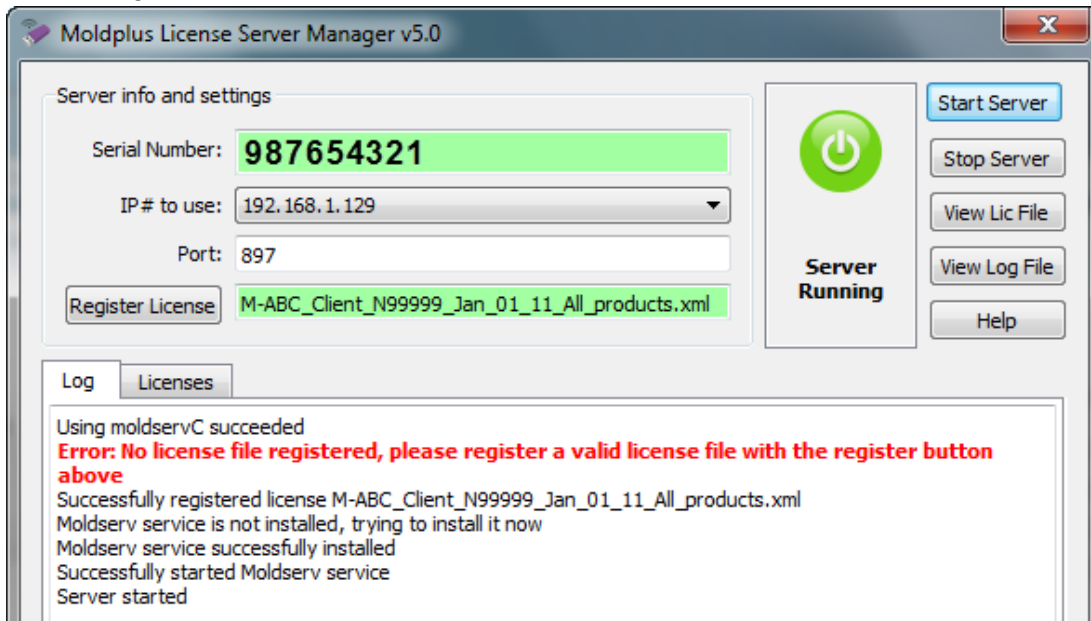 Moldplus License Server Manager v5.0
Server info and settings
Serial Number: 987654321
IP# to use: 192.168.1.129
Port: 897
Register License M-ABC_Client_N99999_Jan_01_11_All_products.xml
Server
Running
Start Server
Stop Server
View Lic File
View Log File
Help
Log Licenses
Using moldservC succeeded
Error: No license file registered, please register a valid license file with the register button
above
Successfully registered license M-ABC_Client_N99999_Jan_01_11_All_products.xml
Moldserv service is not installed, trying to install it now
Moldserv service successfully installed
Successfully started Moldserv service
Server started